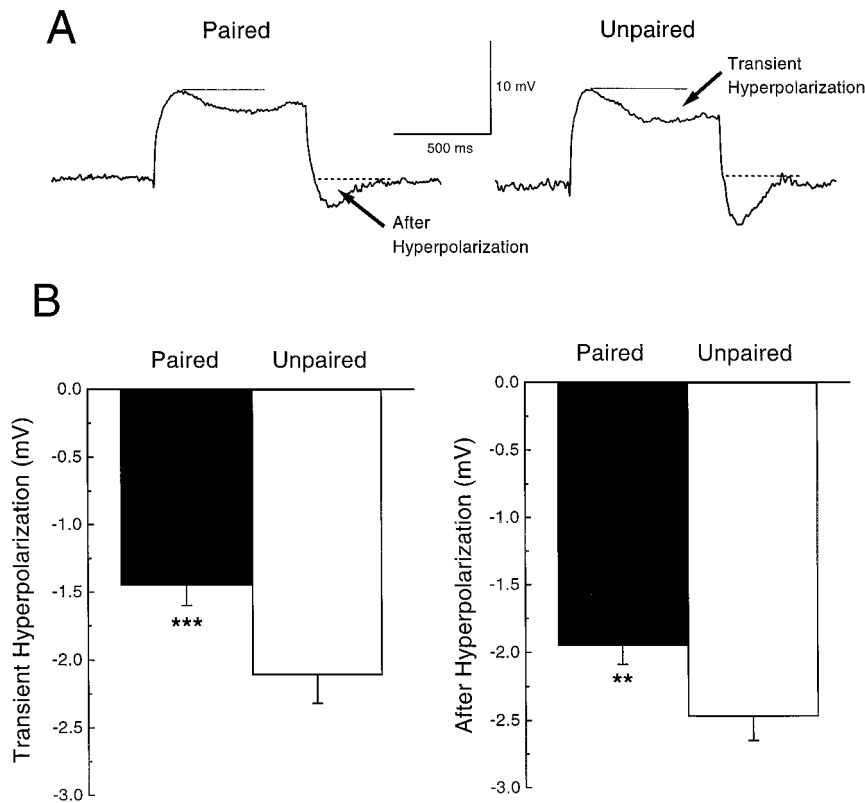 A
Paired
Unpaired
Transient
Hyperpolarization
10 mV
500 ms
After
Hyperpolarization
B
Paired
Unpaired
Transient Hyperpolarization (mV)
0.0
-0.5
-1.0
-1.5
-2.0
-2.5
-3.0
***
Paired
Unpaired
After Hyperpolarization (mV)
0.0
-0.5
-1.0
-1.5
-2.0
-2.5
-3.0
**